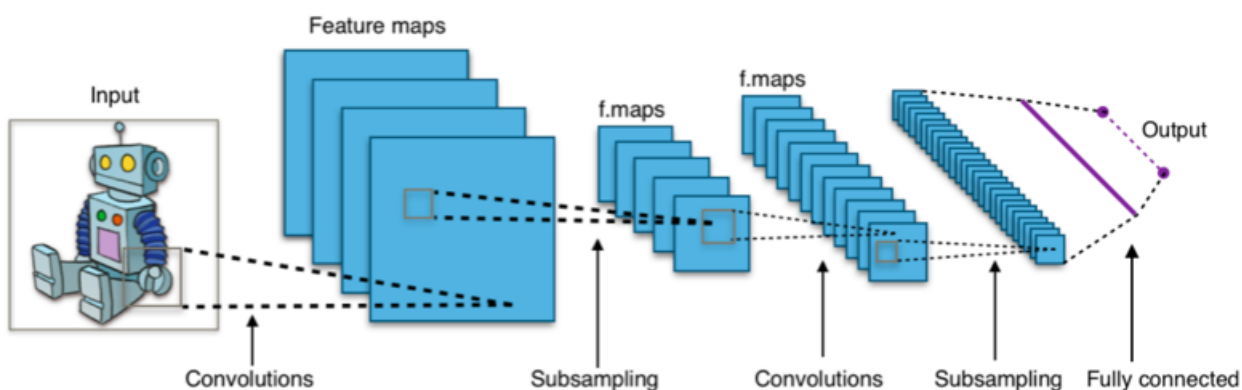 Feature maps
Input
f.maps
f.maps
Output
Convolutions
Subsampling
Convolutions
Subsampling
Fully connected